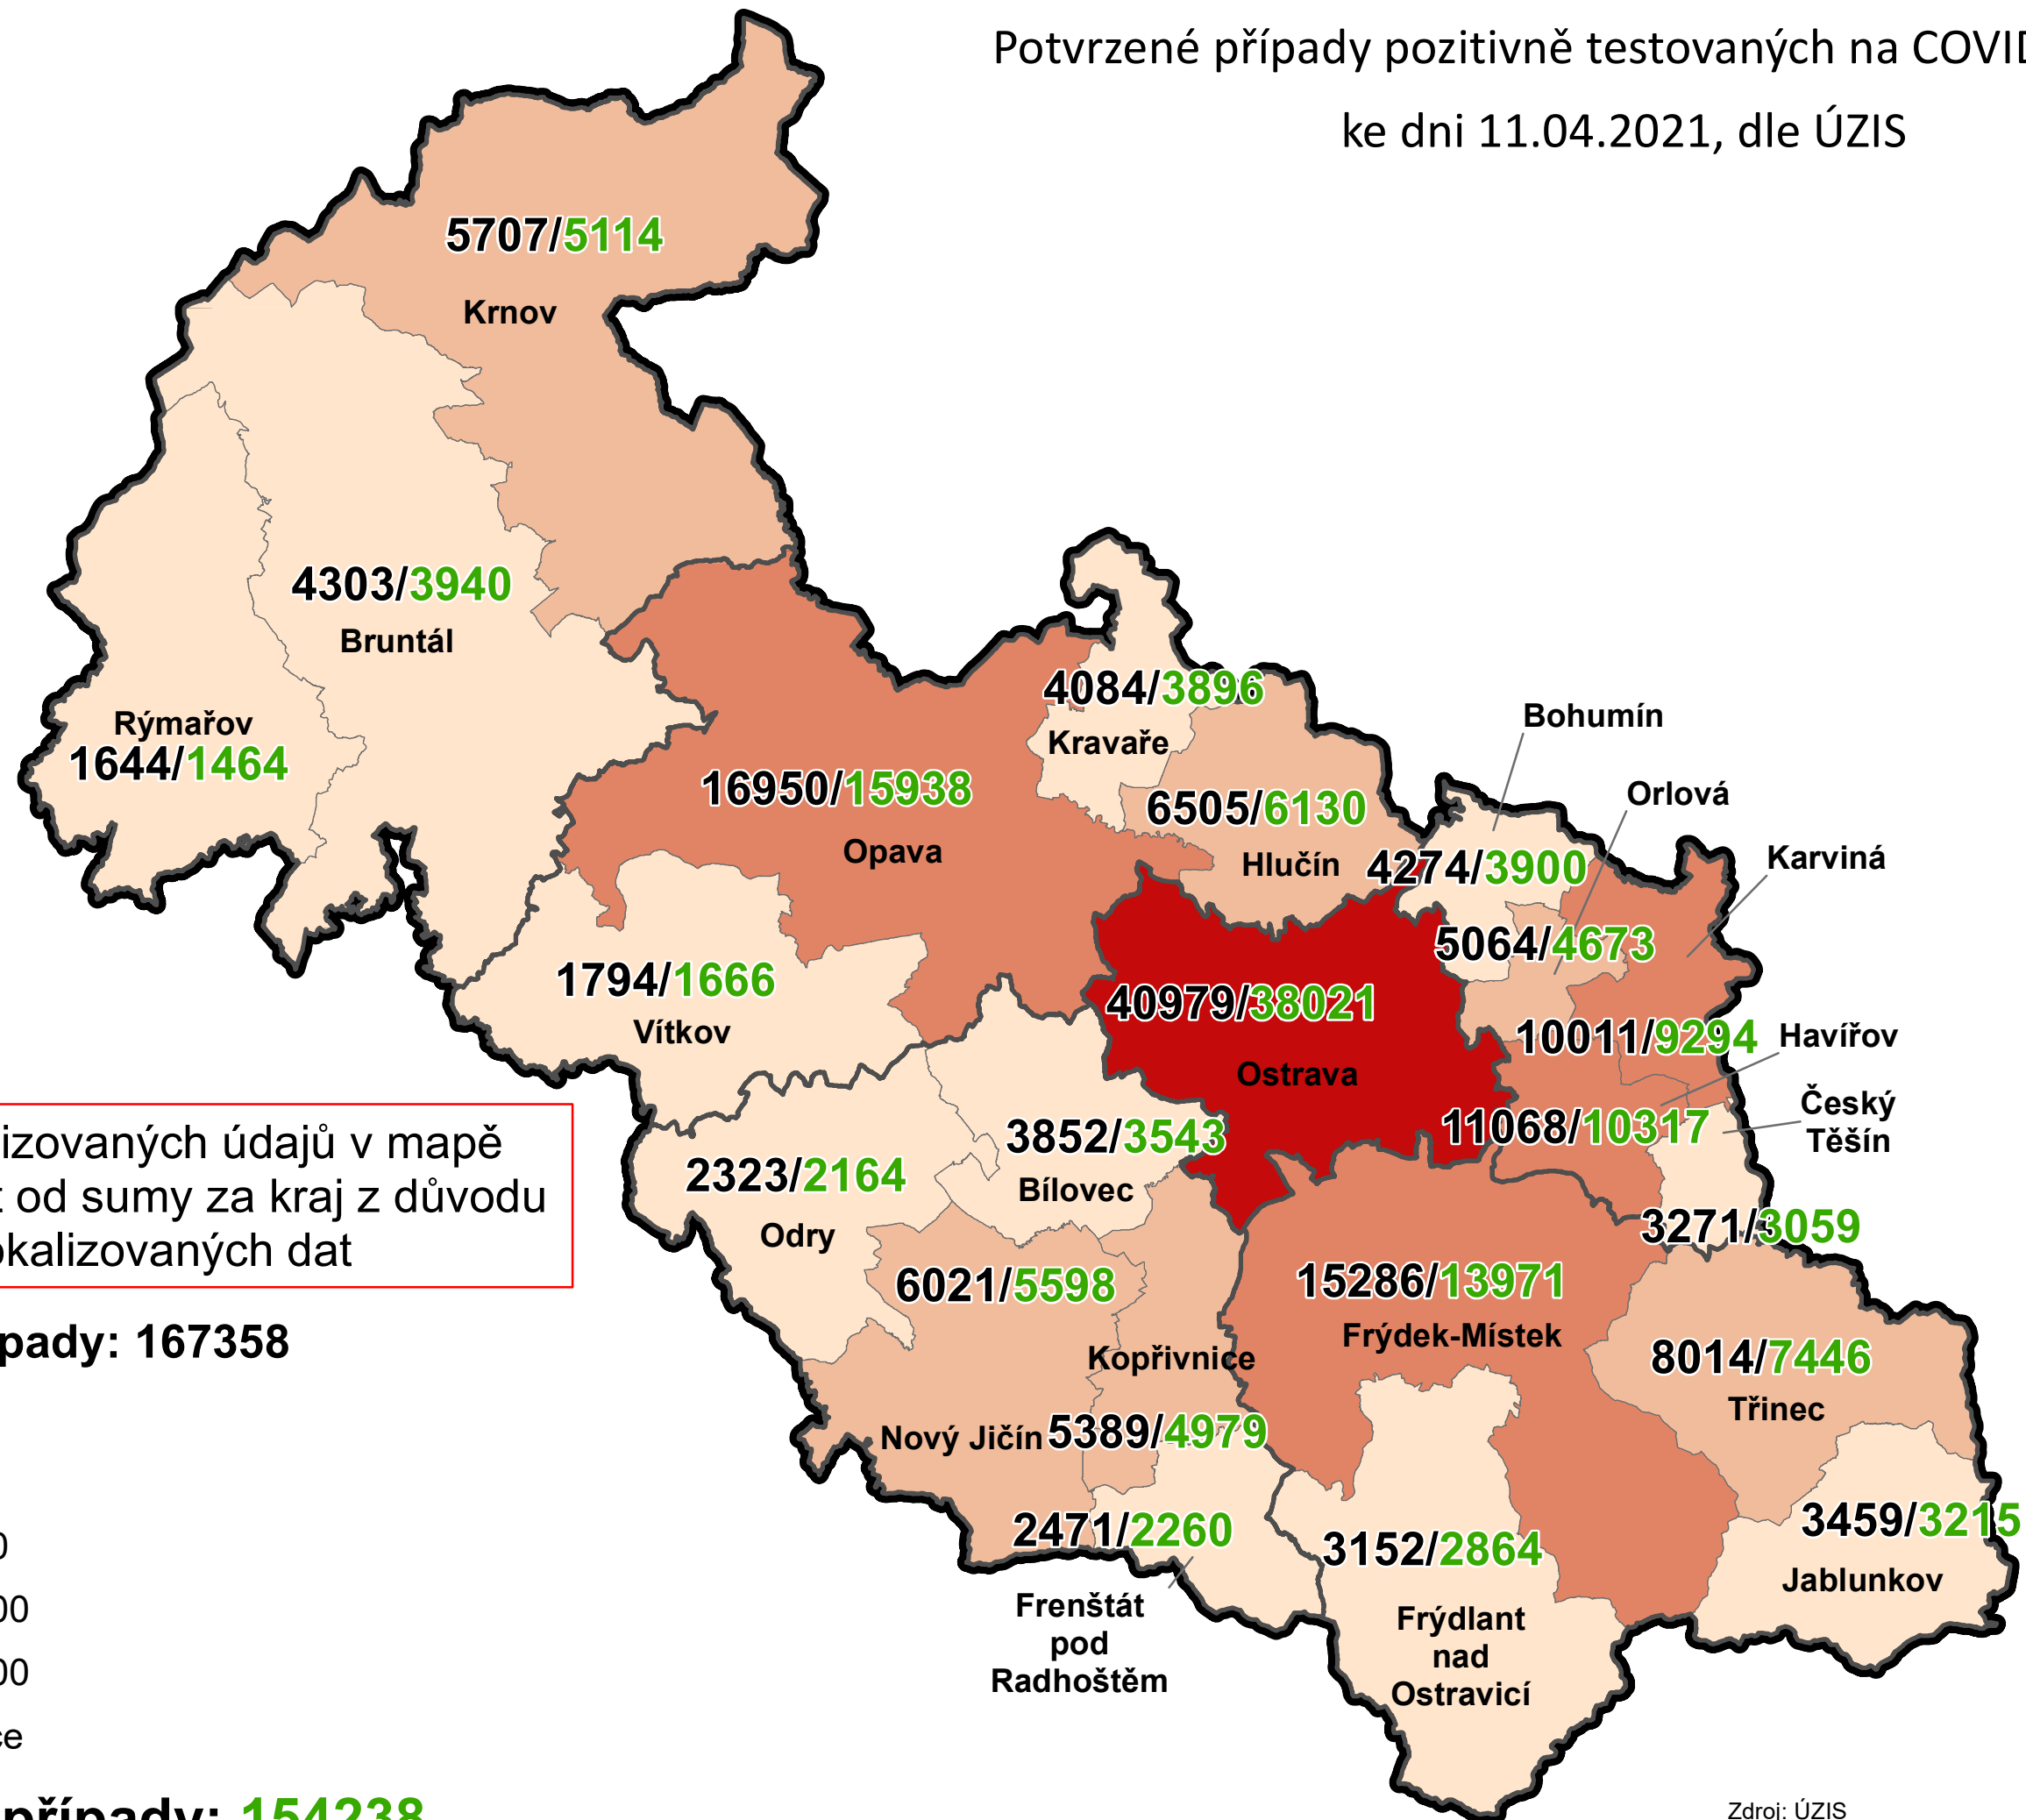 Potvrzené případy pozitivně testovaných na COVID
ke dni 11.04.2021, dle ÚZIS
5707/5114
Krnov
4303/3940
Bruntál
Rýmařov
1644/1464
4084/3896
Kravaře
16950/15938
Opava
6505/6130
Hlučín
Bohumín
4274/3900
Orlová
5064/4673
Karviná
10011/9294
Havířov
11068/10317
Český
Těšín
3271/3059
1794/1666
Vítkov
40979/38021
Ostrava
3852/3543
Bílovec
2323/2164
Odry
6021/5598
Nový Jičín
Kopřivnice
5389/4979
15286/13971
Frýdek-Místek
8014/7446
Třinec
3459/3215
Jablunkov
2471/2260
Frenštát
pod
Radhoštěm
3152/2864
Frýdlant
nad
Ostravicí
izovaných údajů v mapě
od sumy za kraj z důvodu
okalizovaných dat
pady: 167358
0
00
00
ce
případy: 154238
Zdroj: ÚZIS